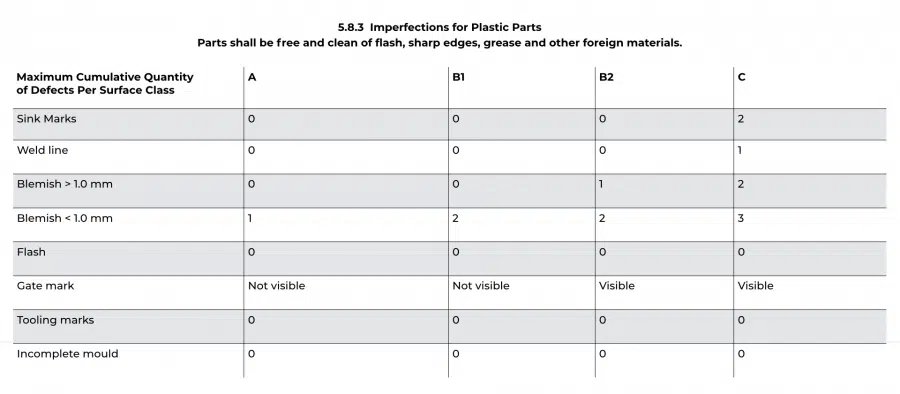 5.8.3 Imperfections for Plastic Parts
Parts shall be free and clean of flash, sharp edges, grease and other foreign materials.
Maximum Cumulative Quantity of Defects Per Surface Class A B1 B2 C
Sink Marks 0 0 0 2
Weld line 0 0 0 1
Blemish > 1.0 mm 0 0 1 2
Blemish < 1.0 mm 1 2 2 3
Flash 0 0 0 0
Gate mark Not visible Not visible Visible Visible
Tooling marks 0 0 0 0
Incomplete mould 0 0 0 0